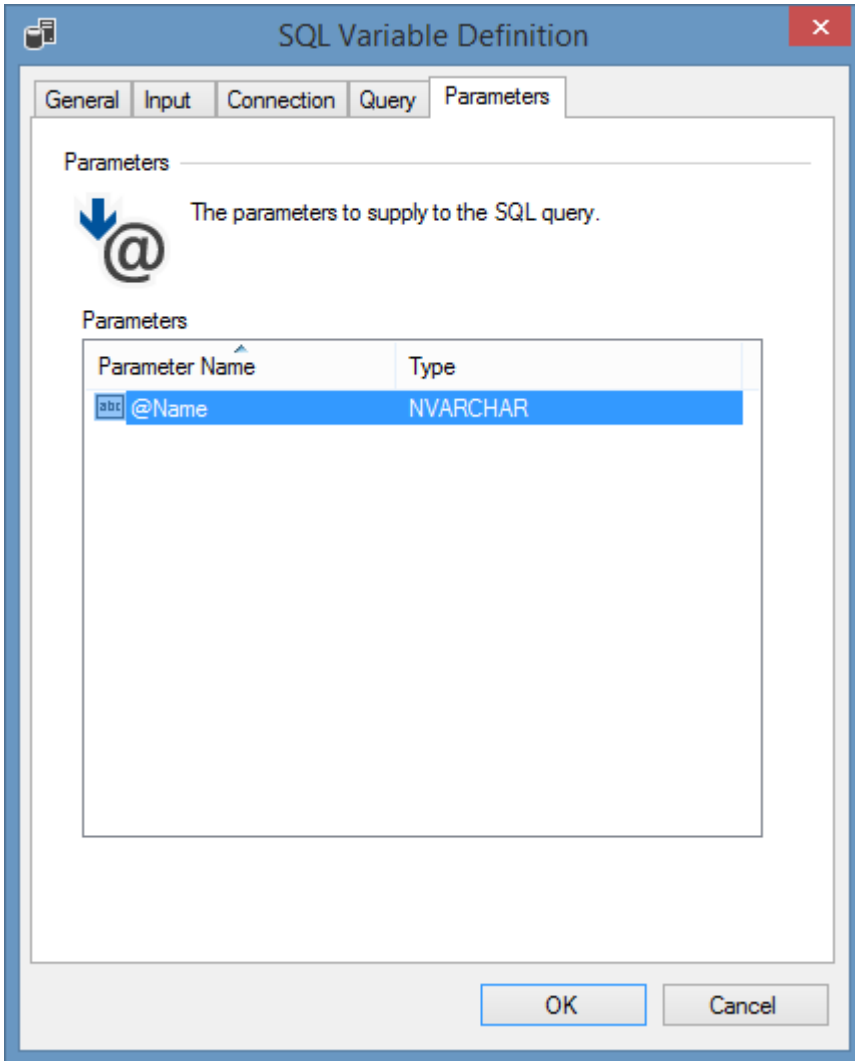 SQL Variable Definition
General Input Connection Query Parameters
Parameters
The parameters to supply to the SQL query.
@
Parameters
Parameter Name Type
abc @Name NVARCHAR
OK Cancel